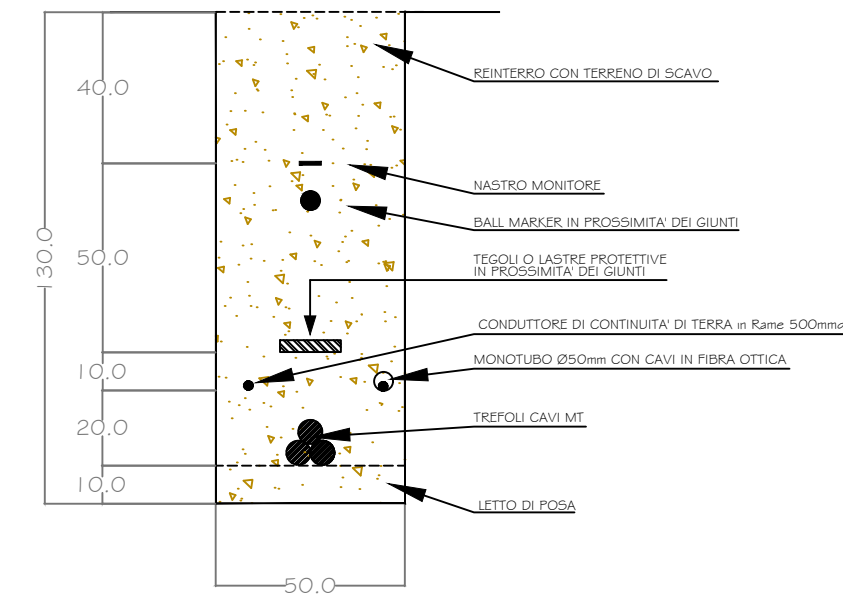 40.0
REINTERRO CON TERRENO DI SCAVO
NASTRO MONITORE
BALL MARKER IN PROSSIMITA' DEI GIUNTI
130.0
50.0
TEGOLI O LASTRE PROTETTIVE
IN PROSSIMITA' DEI GIUNTI
CONDUTTORE DI CONTINUITA' DI TERRA in Rame 500mmq
MONOTUBO Ø50mm CON CAVI IN FIBRA OTTICA
10.0
TREFOLI CAVI MT
20.0
10.0
LETTO DI POSA
50.0